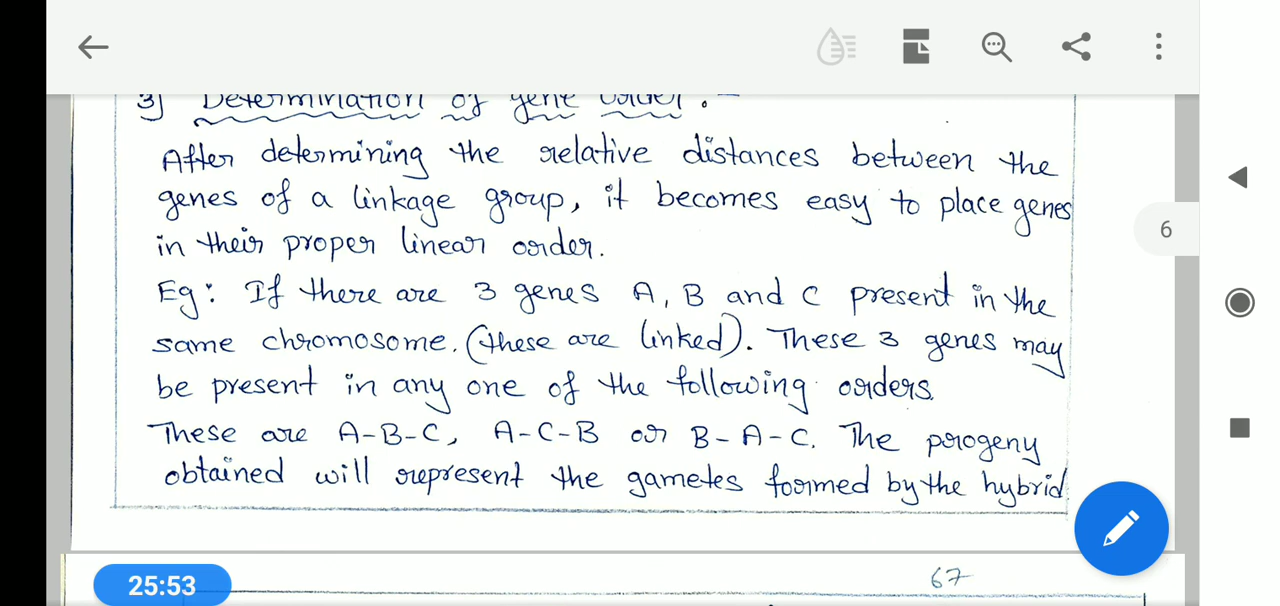 3] Determination of gene order :-
After determining the relative distances between the
genes of a linkage group, it becomes easy to place genes
in their proper linear order.
Eg: If there are 3 genes A, B and C present in the
same chromosome. (these are linked). These 3 genes may
be present in any one of the following orders.
These are A-B-C, A-C-B or B-A-C. The progeny
obtained will represent the gametes formed by the hybrid
6
25:53
67